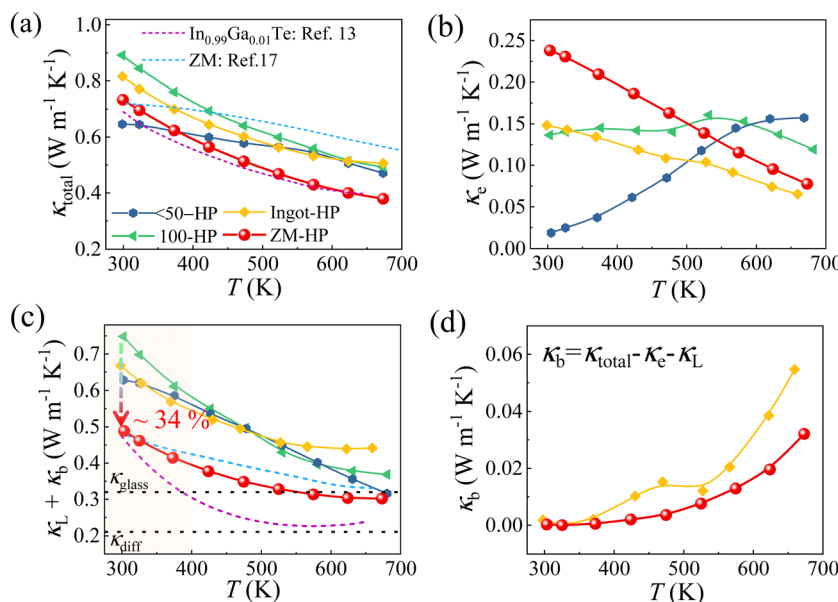 (a)
In0.99Ga0.01Te: Ref. 13
ZM: Ref.17
κtotal (W m⁻¹ K⁻¹)
1.0
0.8
0.6
0.4
0.2
<50–HP
Ingot-HP
100-HP
ZM-HP
300 400 500 600 700
T (K)
(b)
κe (W m⁻¹ K⁻¹)
0.25
0.20
0.15
0.10
0.05
0.00
300 400 500 600 700
T (K)
(c)
κL + κb (W m⁻¹ K⁻¹)
0.7
0.6
0.5
0.4
0.3
0.2
~ 34 %
κglass
κdiff
300 400 500 600 700
T (K)
(d)
κb=κtotal-κe-κL
κb (W m⁻¹ K⁻¹)
0.06
0.04
0.02
0.00
300 400 500 600 700
T (K)